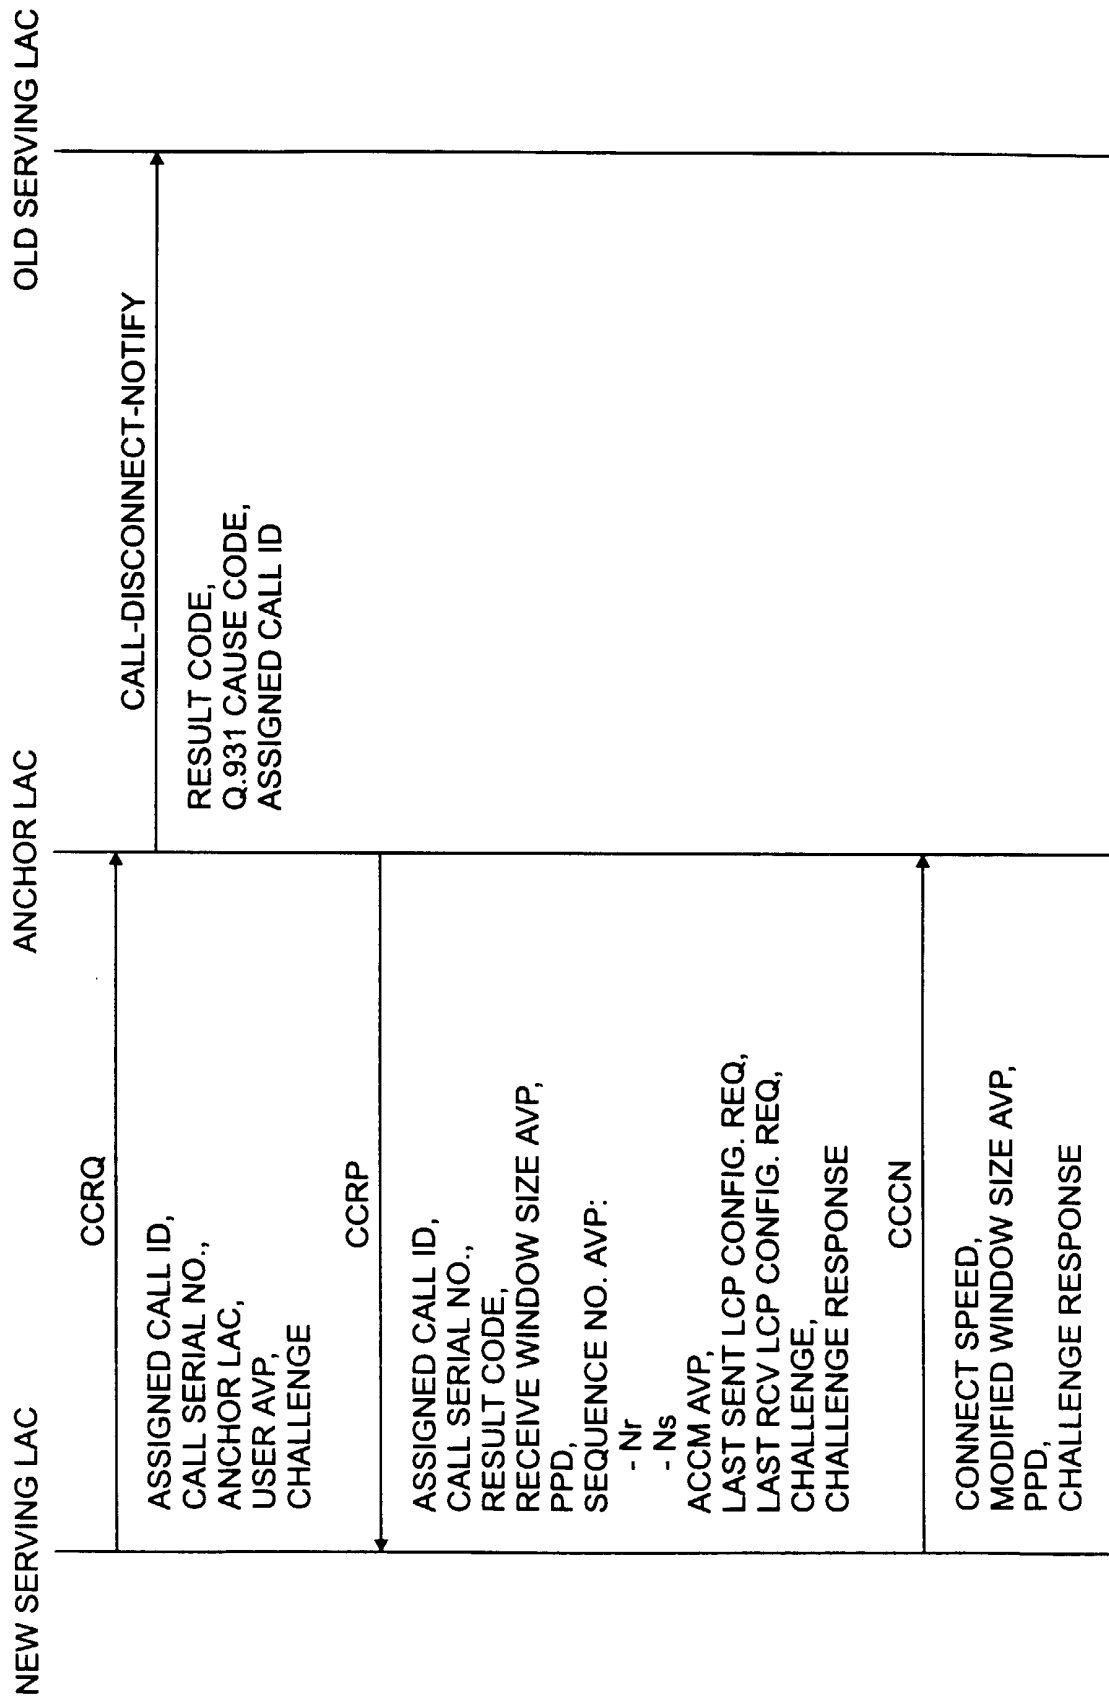 NEW SERVING LAC
ANCHOR LAC
OLD SERVING LAC
CCRQ
ASSIGNED CALL ID,
CALL SERIAL NO.,
ANCHOR LAC,
USER AVP,
CHALLENGE
CALL-DISCONNECT-NOTIFY
RESULT CODE,
Q.931 CAUSE CODE,
ASSIGNED CALL ID
CCRP
ASSIGNED CALL ID,
CALL SERIAL NO.,
RESULT CODE,
RECEIVE WINDOW SIZE AVP,
PPD,
SEQUENCE NO. AVP:
- Nr
- Ns
ACCM AVP,
LAST SENT LCP CONFIG. REQ,
LAST RCV LCP CONFIG. REQ,
CHALLENGE,
CHALLENGE RESPONSE
CCCN
CONNECT SPEED,
MODIFIED WINDOW SIZE AVP,
PPD,
CHALLENGE RESPONSE